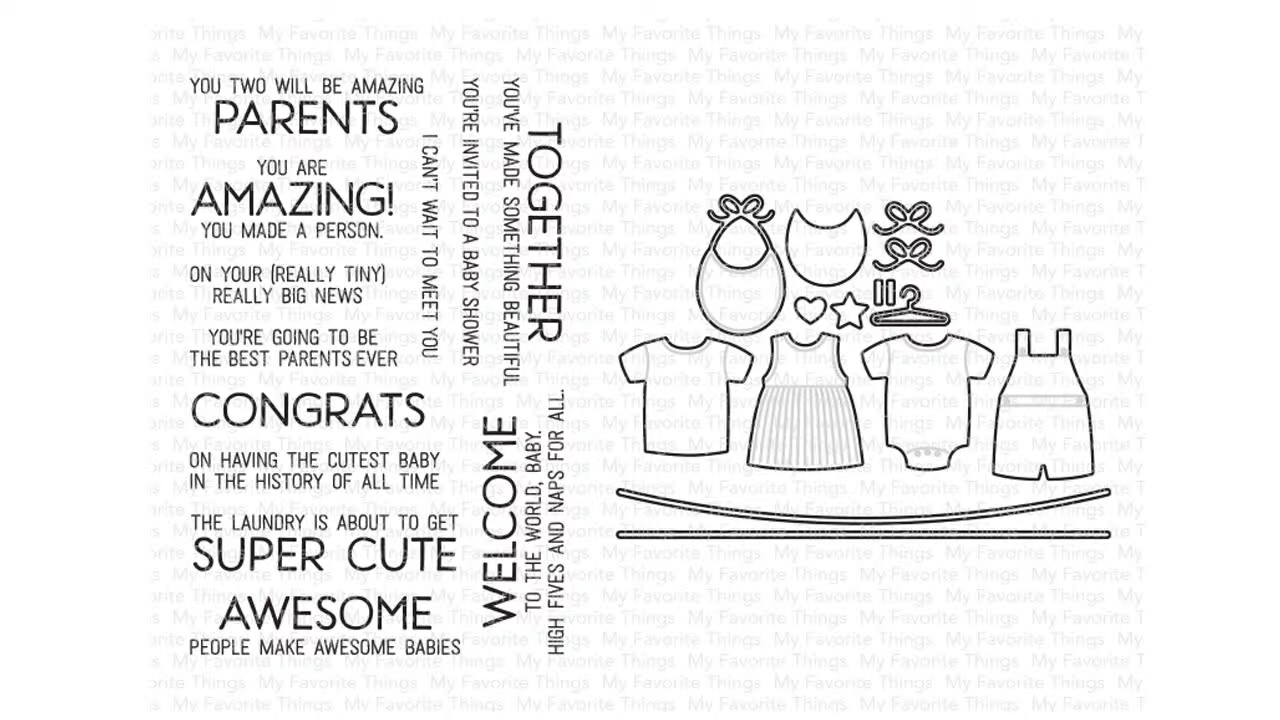 YOU TWO WILL BE AMAZING
PARENTS
YOU ARE
AMAZING!
YOU MADE A PERSON.
ON YOUR (REALLY TINY)
REALLY BIG NEWS
YOU'RE GOING TO BE
THE BEST PARENTS EVER
CONGRATS
ON HAVING THE CUTEST BABY
IN THE HISTORY OF ALL TIME
THE LAUNDRY IS ABOUT TO GET
SUPER CUTE
AWESOME
PEOPLE MAKE AWESOME BABIES
I CAN'T WAIT TO MEET YOU
YOU'RE INVITED TO A BABY SHOWER
YOU'VE MADE SOMETHING BEAUTIFUL
TOGETHER
WELCOME
TO THE WORLD, BABY.
HIGH FIVES AND NAPS FOR ALL.
My Favorite Things